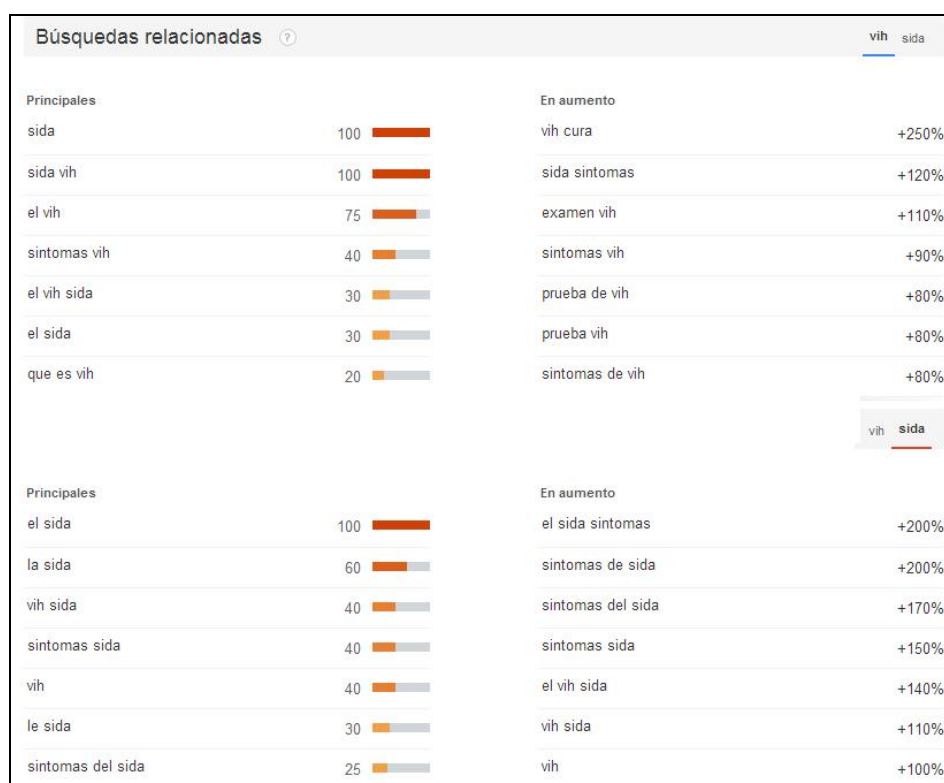 Búsquedas relacionadas ? vih sida
Principales En aumento
sida 100 vih cura +250%
sida vih 100 sida sintomas +120%
el vih 75 examen vih +110%
sintomas vih 40 sintomas vih +90%
el vih sida 30 prueba de vih +80%
el sida 30 prueba vih +80%
que es vih 20 sintomas de vih +80%
vih sida
Principales En aumento
el sida 100 el sida sintomas +200%
la sida 60 sintomas de sida +200%
vih sida 40 sintomas del sida +170%
sintomas sida 40 sintomas sida +150%
vih 40 el vih sida +140%
le sida 30 vih sida +110%
sintomas del sida 25 vih +100%